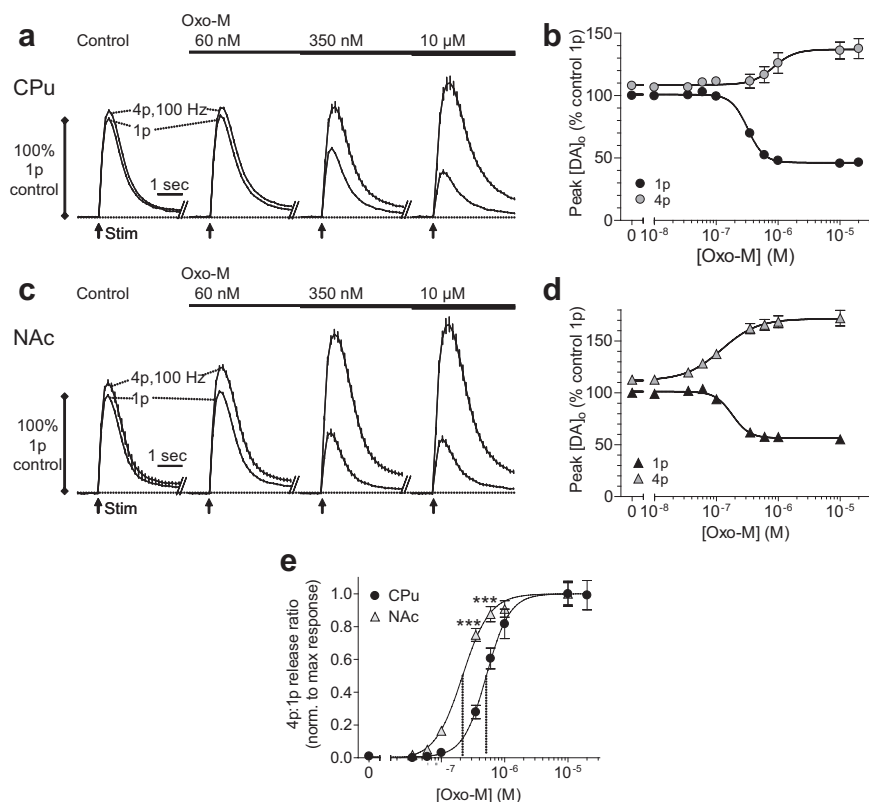 a
Oxo-M
Control
60 nM
350 nM
10 µM
CPu
4p,100 Hz
1p
100%
1p
control
1 sec
Stim
b
Peak [DA]ₒ (% control 1p)
150
100
50
0
1p
4p
0 10⁻⁸ 10⁻⁷ 10⁻⁶ 10⁻⁵
[Oxo-M] (M)
c
Oxo-M
Control
60 nM
350 nM
10 µM
NAc
4p,100 Hz
1p
100%
1p
control
1 sec
Stim
d
Peak [DA]ₒ (% control 1p)
150
100
50
0
1p
4p
0 10⁻⁸ 10⁻⁷ 10⁻⁶ 10⁻⁵
[Oxo-M] (M)
e
4p:1p release ratio
(norm. to max response)
1.0
0.8
0.6
0.4
0.2
0.0
CPu
NAc
***
***
0 -7 10⁻⁶ 10⁻⁵
[Oxo-M] (M)